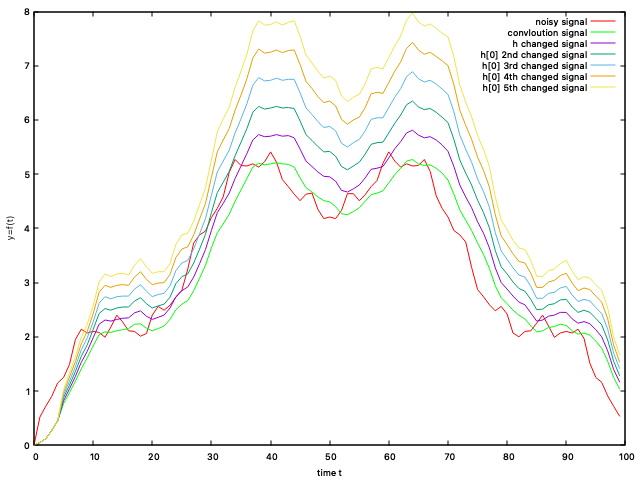 8
7
6
5
4
3
2
1
0
y=f(t)
noisy signal
convloution signal
h changed signal
h[0] 2nd changed signal
h[0] 3rd changed signal
h[0] 4th changed signal
h[0] 5th changed signal
0 10 20 30 40 50 60 70 80 90 100
time t